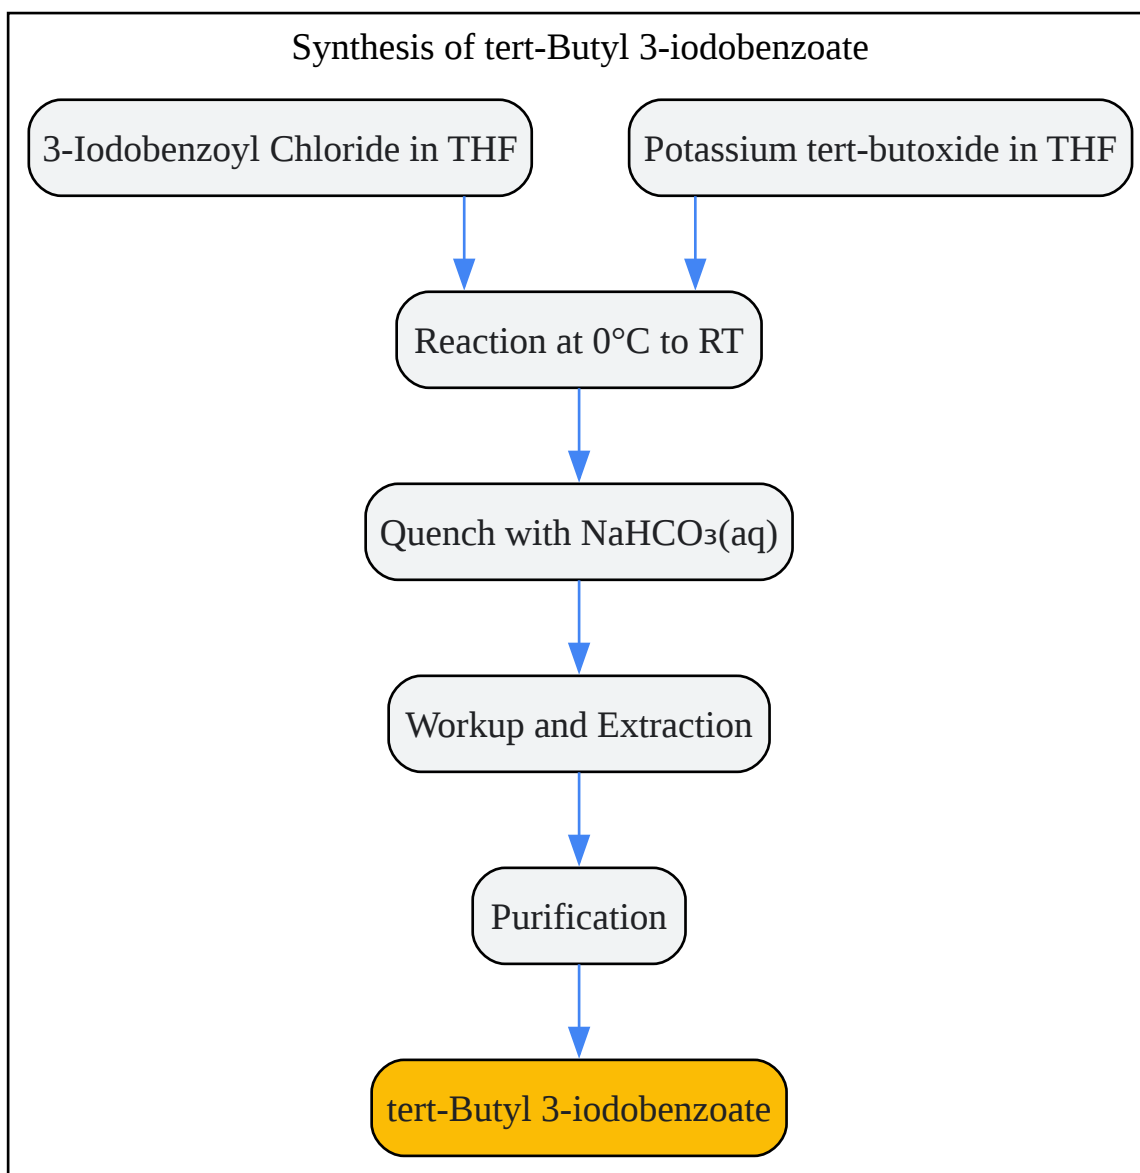 Synthesis of tert-Butyl 3-iodobenzoate
3-Iodobenzoyl Chloride in THF
Potassium tert-butoxide in THF
Reaction at 0°C to RT
Quench with NaHCO₃(aq)
Workup and Extraction
Purification
tert-Butyl 3-iodobenzoate